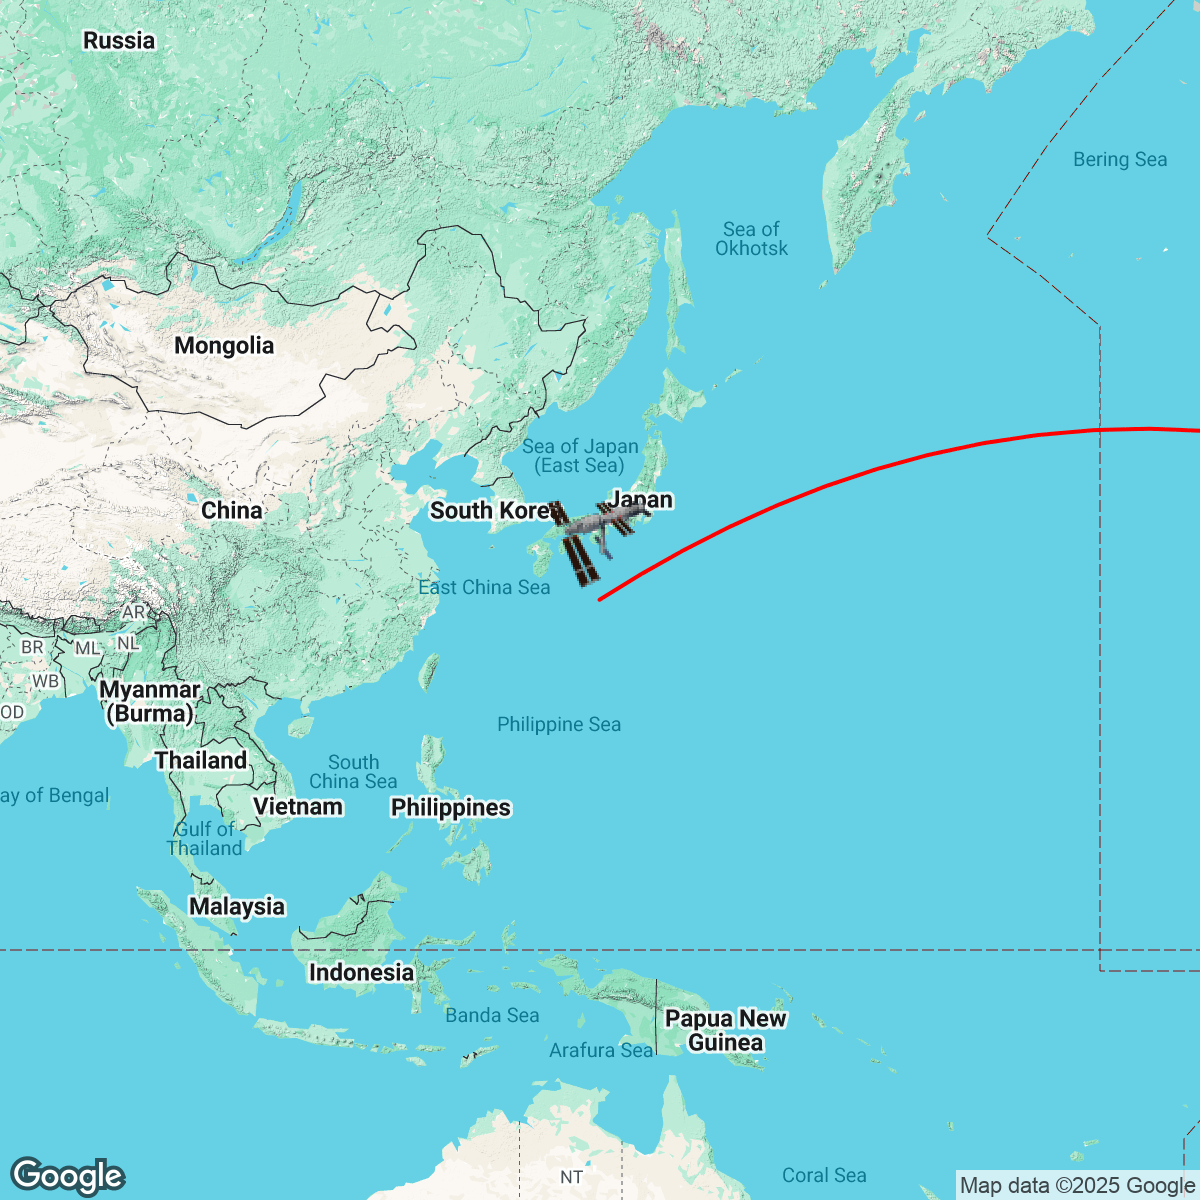 Russia
Bering Sea
Sea of
Okhotsk
Mongolia
Sea of Japan
(East Sea)
Japan
China
South Kore
East China Sea
AR
BR
ML
NL
WB
OD
Myanmar
(Burma)
Philippine Sea
Thailand
South
China Sea
ay of Bengal
Vietnam
Philippines
Gulf of
Thailand
Malaysia
Indonesia
Banda Sea
Papua New
Guinea
Arafura Sea
NT
Coral Sea
Google
Map data ©2025 Google